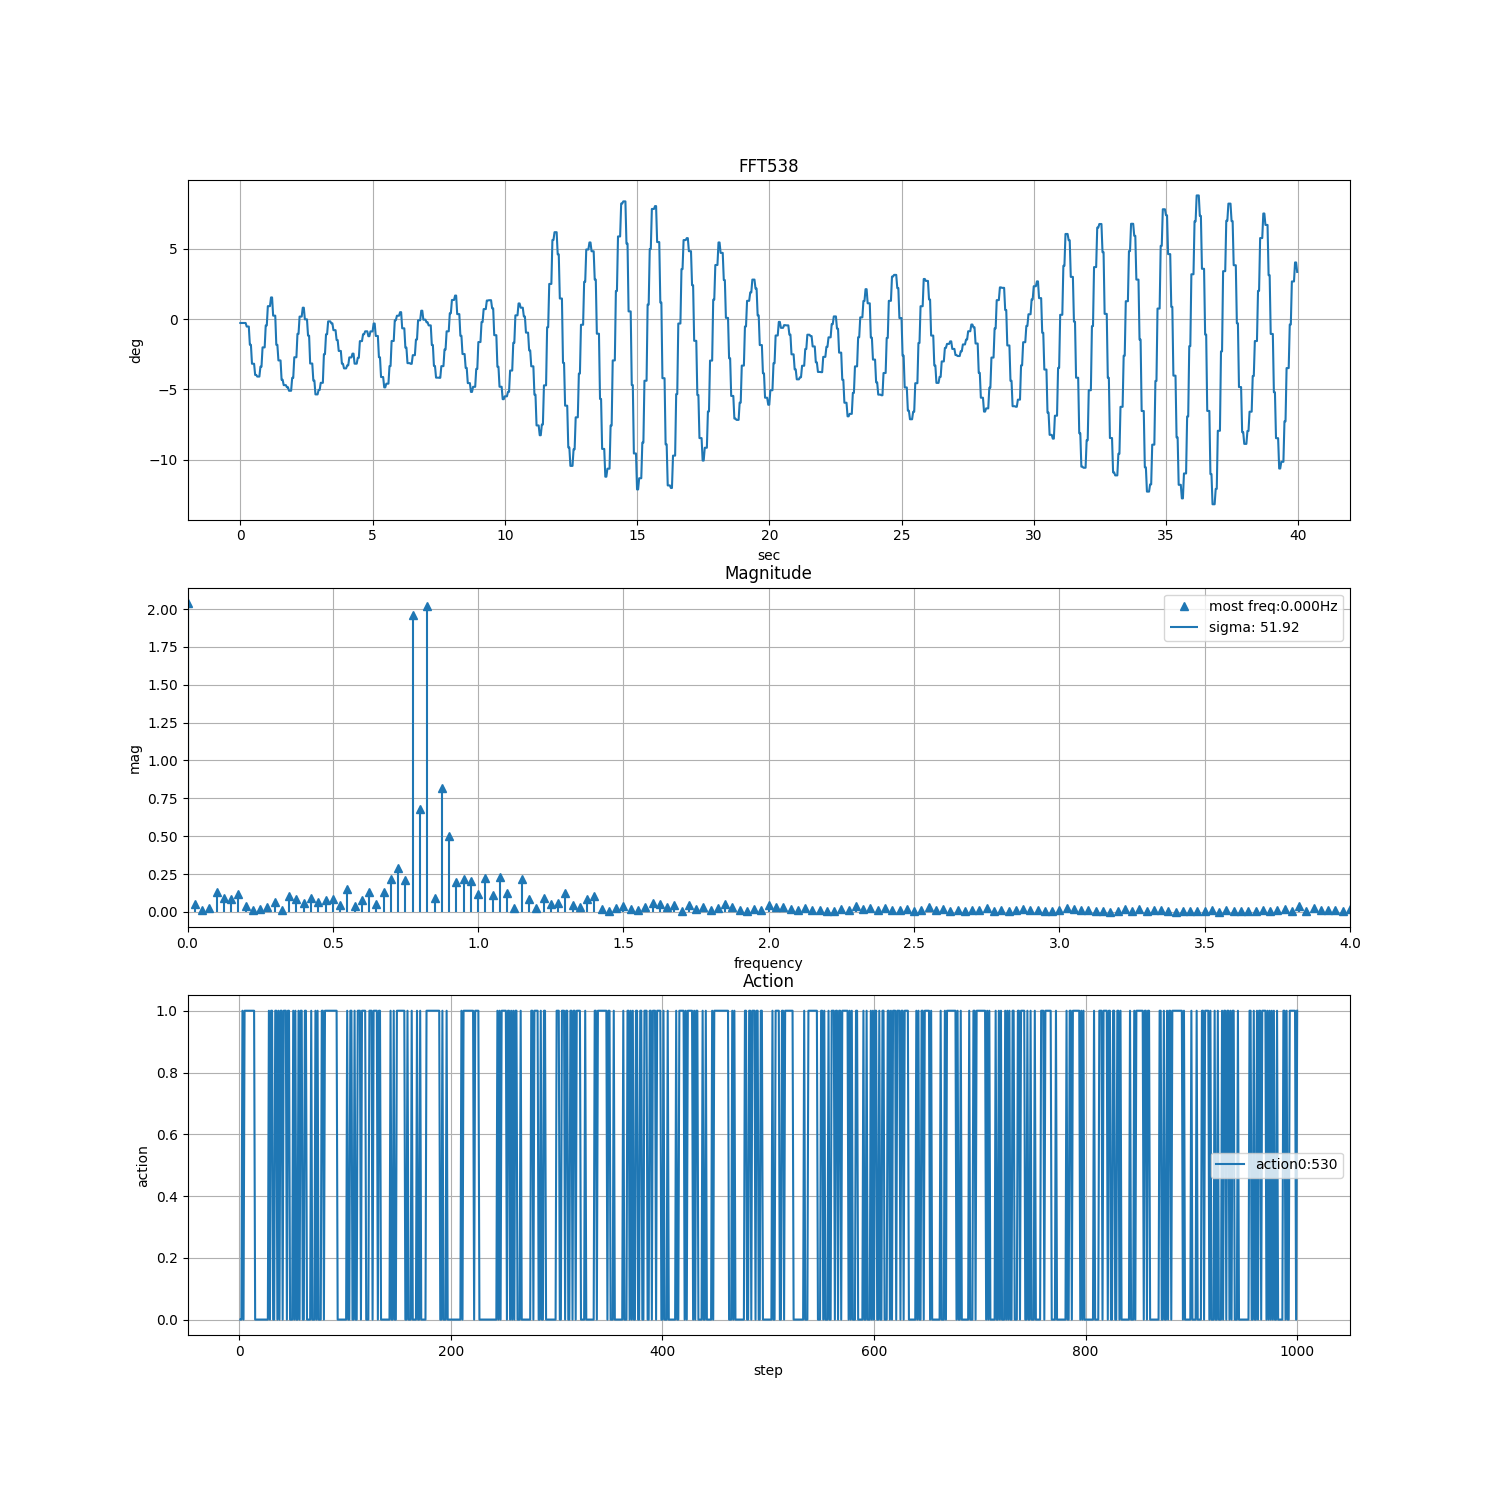 FFT538
5
0
−5
−10
deg
0 5 10 15 20 25 30 35 40
sec
Magnitude
most freq:0.000Hz
sigma: 51.92
2.00
1.75
1.50
1.25
1.00
0.75
0.50
0.25
0.00
mag
0.0 0.5 1.0 1.5 2.0 2.5 3.0 3.5 4.0
frequency
Action
1.0
0.8
0.6
0.4
0.2
0.0
action
action0:530
0 200 400 600 800 1000
step